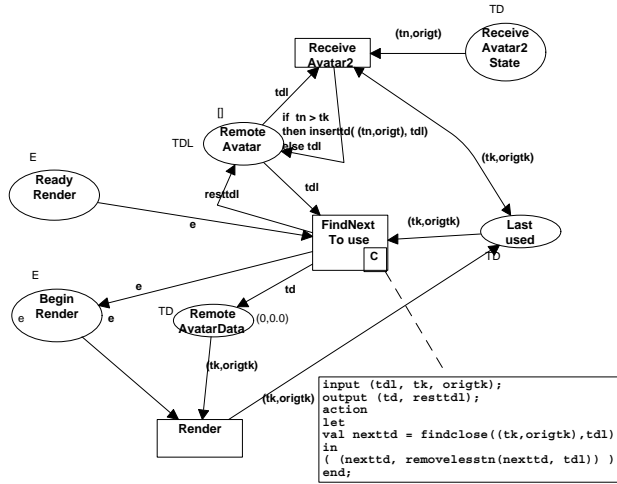 TD
Receive
Avatar2
(tn,origt)
Receive
Avatar2
State
tdl
[]
if tn > tk
then inserttd( (tn,origt), tdl)
else tdl
TDL
Remote
Avatar
E
(tk,origtk)
Ready
Render
resttdl
tdl
(tk,origtk)
FindNext
To use
Last
used
e
C
TD
E
e
td
Begin
Render
e
e
TD
Remote
AvatarData
(0,0.0)
(tk,origtk)
(tk,origtk)
Render
input (tdl, tk, origtk);
output (td, resttdl);
action
let
val nexttd = findclose((tk,origtk),tdl)
in
( (nexttd, removelesstn(nexttd, tdl)) )
end;